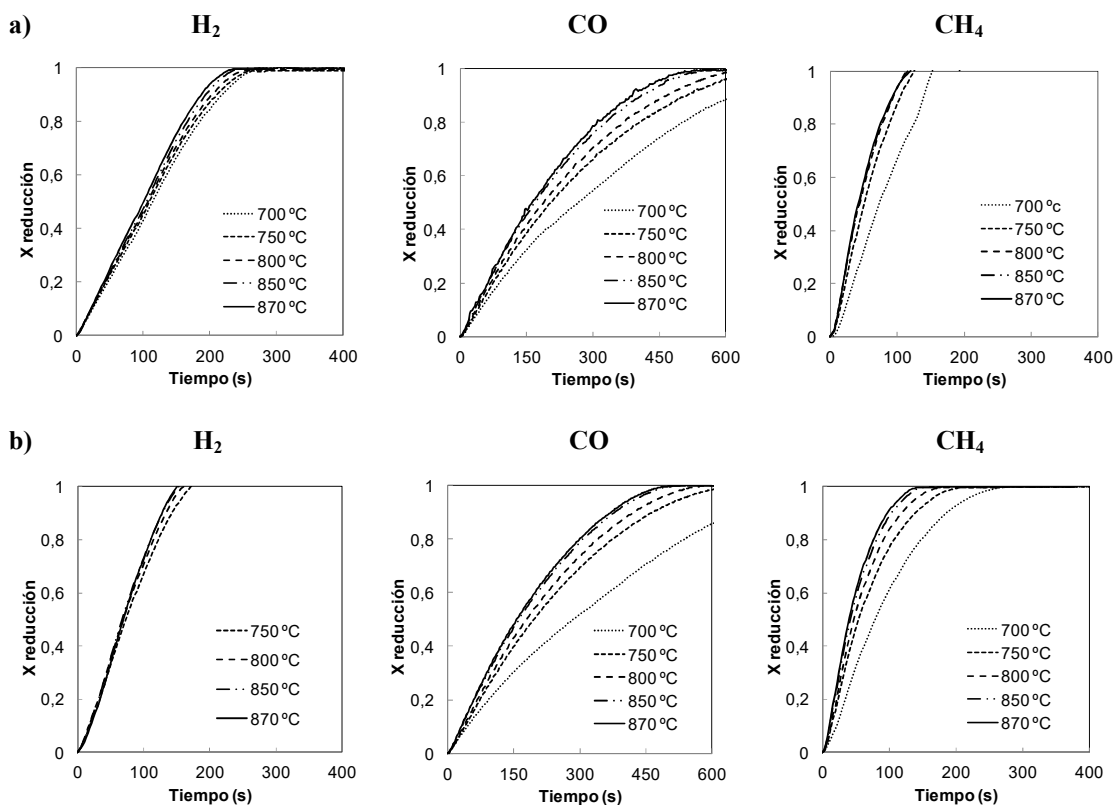 a)
H₂
CO
CH₄
X reducción
1
0,8
0,6
0,4
0,2
0
700 ºC
750 ºC
800 ºC
850 ºC
870 ºC
0 100 200 300 400
Tiempo (s)
X reducción
1
0,8
0,6
0,4
0,2
0
700 ºC
750 ºC
800 ºC
850 ºC
870 ºC
0 150 300 450 600
Tiempo (s)
X reducción
1
0,8
0,6
0,4
0,2
0
700 ºc
750 ºC
800 ºC
850 ºC
870 ºC
0 100 200 300 400
Tiempo (s)
b)
H₂
CO
CH₄
X reducción
1
0,8
0,6
0,4
0,2
0
750 ºC
800 ºC
850 ºC
870 ºC
0 100 200 300 400
Tiempo (s)
X reducción
1
0,8
0,6
0,4
0,2
0
700 ºC
750 ºC
800 ºC
850 ºC
870 ºC
0 150 300 450 600
Tiempo (s)
X reducción
1
0,8
0,6
0,4
0,2
0
700 ºC
750 ºC
800 ºC
850 ºC
870 ºC
0 100 200 300 400
Tiempo (s)